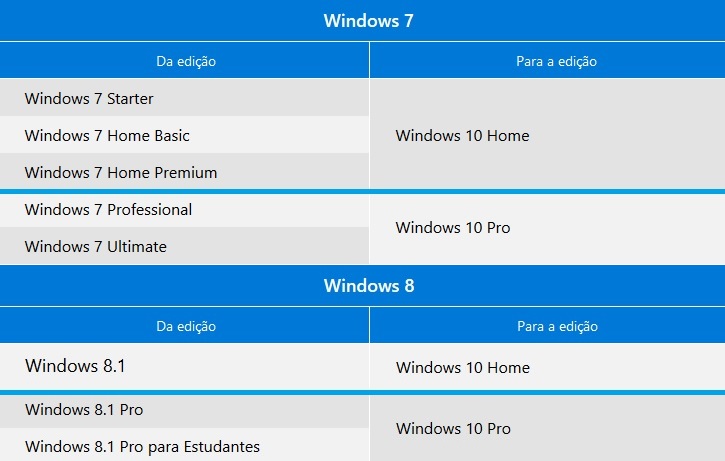 Windows 7
Da edição
Para a edição
Windows 7 Starter
Windows 7 Home Basic
Windows 10 Home
Windows 7 Home Premium
Windows 7 Professional
Windows 10 Pro
Windows 7 Ultimate
Windows 8
Da edição
Para a edição
Windows 8.1
Windows 10 Home
Windows 8.1 Pro
Windows 10 Pro
Windows 8.1 Pro para Estudantes